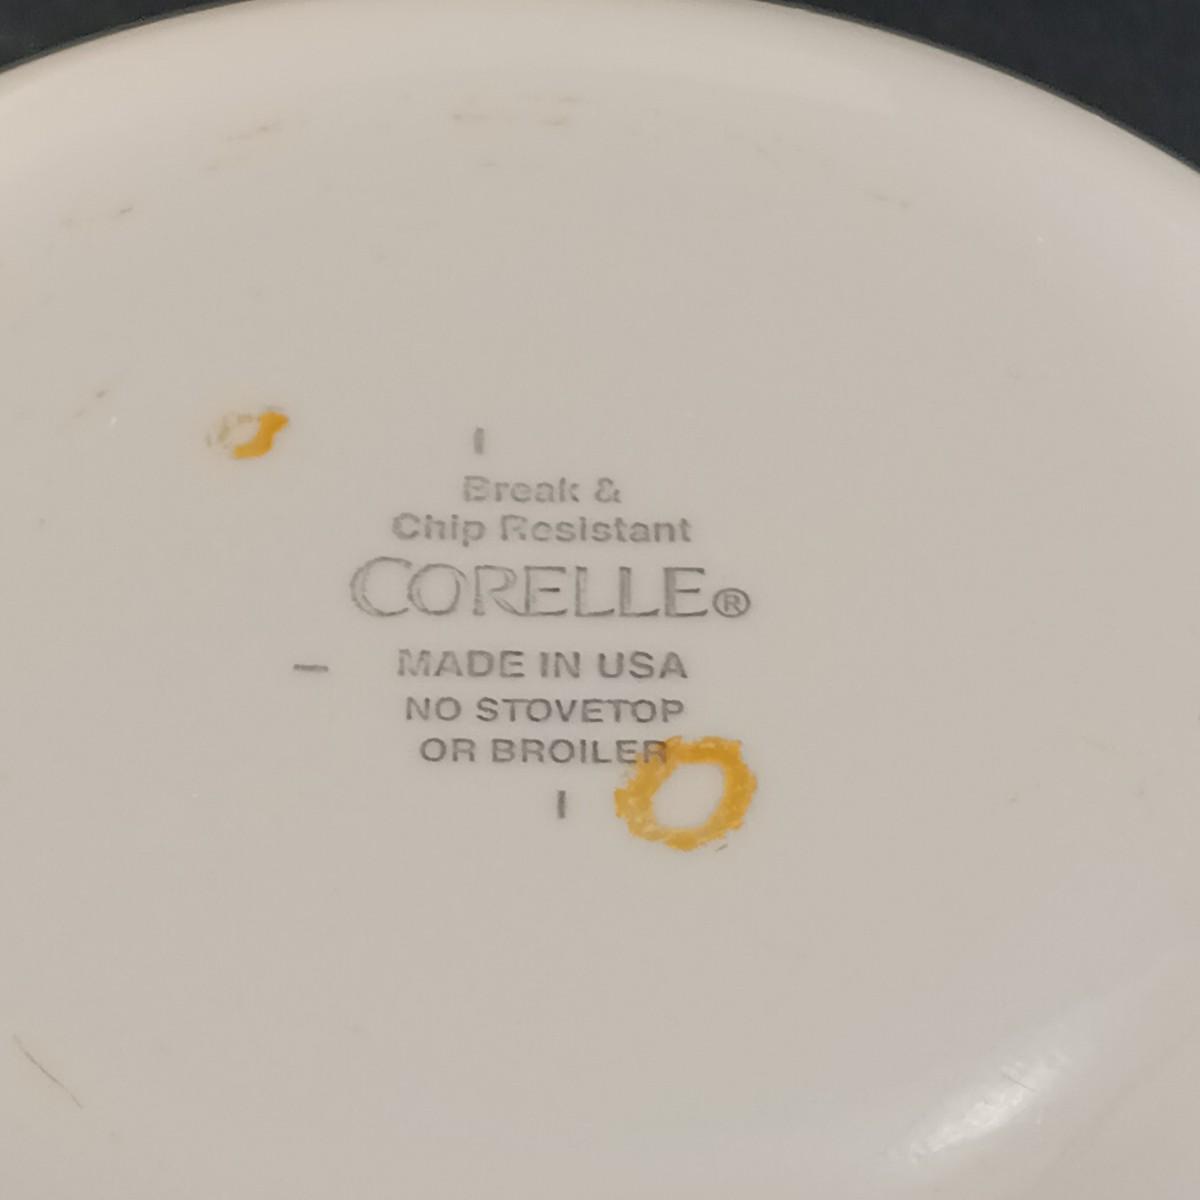 Break &
Chip Resistant
CORELLE®
MADE IN USA
NO STOVETOP
OR BROILER